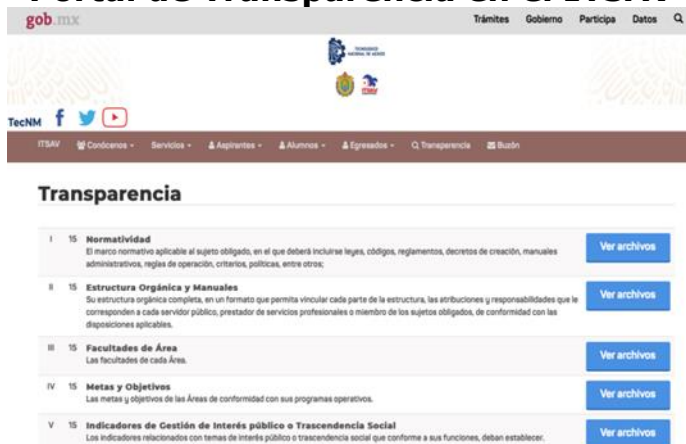 Portal de Transparencia en el ITSAV
gob.mx
Trámites Gobierno Participa Datos
TECNOLÓGICO
NACIONAL DE MÉXICO
TecNM
ITSAV Conócenos Servicios Aspirantes Alumnos Egresados Transparencia Buzón
Transparencia
I 15 Normatividad
El marco normativo aplicable al sujeto obligado, en el que deberá incluirse leyes, códigos, reglamentos, decretos de creación, manuales
administrativos, reglas de operación, criterios, políticas, entre otros;
Ver archivos
II 15 Estructura Orgánica y Manuales
Su estructura orgánica completa, en un formato que permita vincular cada parte de la estructura, las atribuciones y responsabilidades que le
corresponden a cada servidor público, prestador de servicios profesionales o miembro de los sujetos obligados, de conformidad con las
disposiciones aplicables.
Ver archivos
III 15 Facultades de Área
Las facultades de cada Área.
Ver archivos
IV 15 Metas y Objetivos
Las metas y objetivos de las Áreas de conformidad con sus programas operativos.
Ver archivos
V 15 Indicadores de Gestión de Interés público o Trascendencia Social
Los indicadores relacionados con temas de interés público o trascendencia social que conforme a sus funciones, deban establecer.
Ver archivos